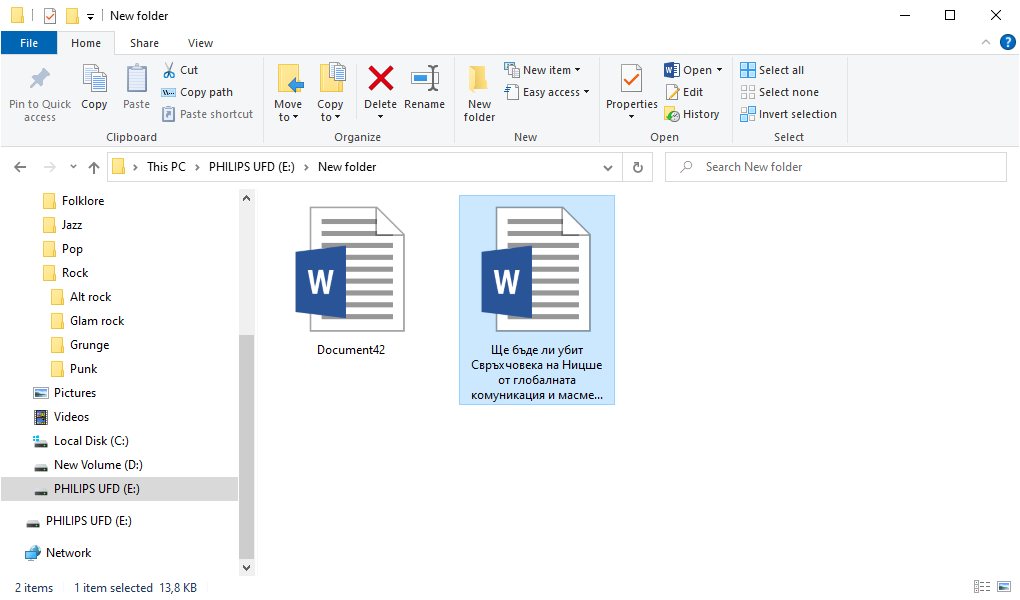 New folder
File Home Share View
Pin to Quick access
Copy
Paste
Cut
Copy path
Paste shortcut
Clipboard
Move to
Copy to
Delete
Rename
Organize
New folder
New item
Easy access
New
Properties
Open
Edit
History
Open
Select all
Select none
Invert selection
Select
This PC > PHILIPS UFD (E:) > New folder
Search New folder
Folklore
Jazz
Pop
Rock
Alt rock
Glam rock
Grunge
Punk
Pictures
Videos
Local Disk (C:)
New Volume (D:)
PHILIPS UFD (E:)
PHILIPS UFD (E:)
Network
W
Document42
W
Ще бъде ли убит
Свръхчовека на Ницше
от глобалната
комуникация и масме...
2 items 1 item selected 13,8 KB